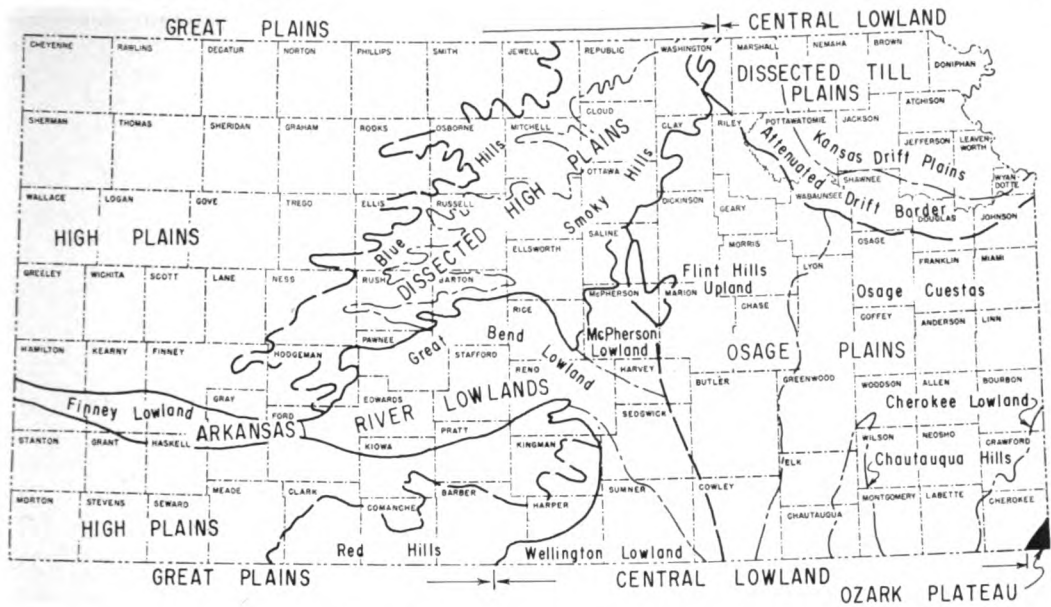 GREAT PLAINS
CENTRAL LOWLAND
CHEYENNE RAWLINS DECATUR NORTON PHILLIPS SMITH JEWELL REPUBLIC WASHINGTON MARSHALL NEMAHA BROWN
DONIPHAN
DISSECTED TILL
PLAINS
ATCHISON
CLOUD
SHERMAN THOMAS SHERIDAN GRAHAM ROOKS OSBORNE MITCHELL CLAY RILEY POTTAWATOMIE JACKSON
JEFFERSON LEAVEN
WORTH
Kansas Drift Plains
Attenuated
Drift Border
Blue
Hills
DISSECTED
HIGH
PLAINS
Smoky
Hills
OTTAWA
SHAWNEE
WYAN
DOTTE
WALLACE LOGAN GOVE TREGO ELLIS RUSSELL DICKINSON WABAUNSEE
GEARY
DOUGLAS JOHNSON
HIGH PLAINS
SALINE
ELLSWORTH
MORRIS
OSAGE
LYON
FRANKLIN MIAMI
GREELEY WICHITA SCOTT LANE NESS RUSH BARTON
Flint Hills
Upland
McPHERSON MARION
CHASE
Osage Cuestas
RICE
COFFEY
ANDERSON LINN
PAWNEE
Great
Bend
Lowland
McPherson
Lowland
HAMILTON KEARNY FINNEY
HODGEMAN
STAFFORD
RENO HARVEY
OSAGE PLAINS
BUTLER GREENWOOD
WOODSON ALLEN BOURBON
GRAY
FORD
EDWARDS
Finney Lowland
ARKANSAS
RIVER
LOWLANDS
SEDGWICK
Cherokee Lowland
PRATT
STANTON GRANT HASKELL
KIOWA
KINGMAN
WILSON NEOSHO CRAWFORD
Chautauqua Hills
ELK
MEADE CLARK
BARBER
SUMNER COWLEY
MORTON STEVENS SEWARD
COMANCHE
HARPER
MONTGOMERY LABETTE CHEROKEE
CHAUTAUQUA
HIGH PLAINS
Red Hills
Wellington Lowland
GREAT PLAINS
CENTRAL LOWLAND
OZARK PLATEAU